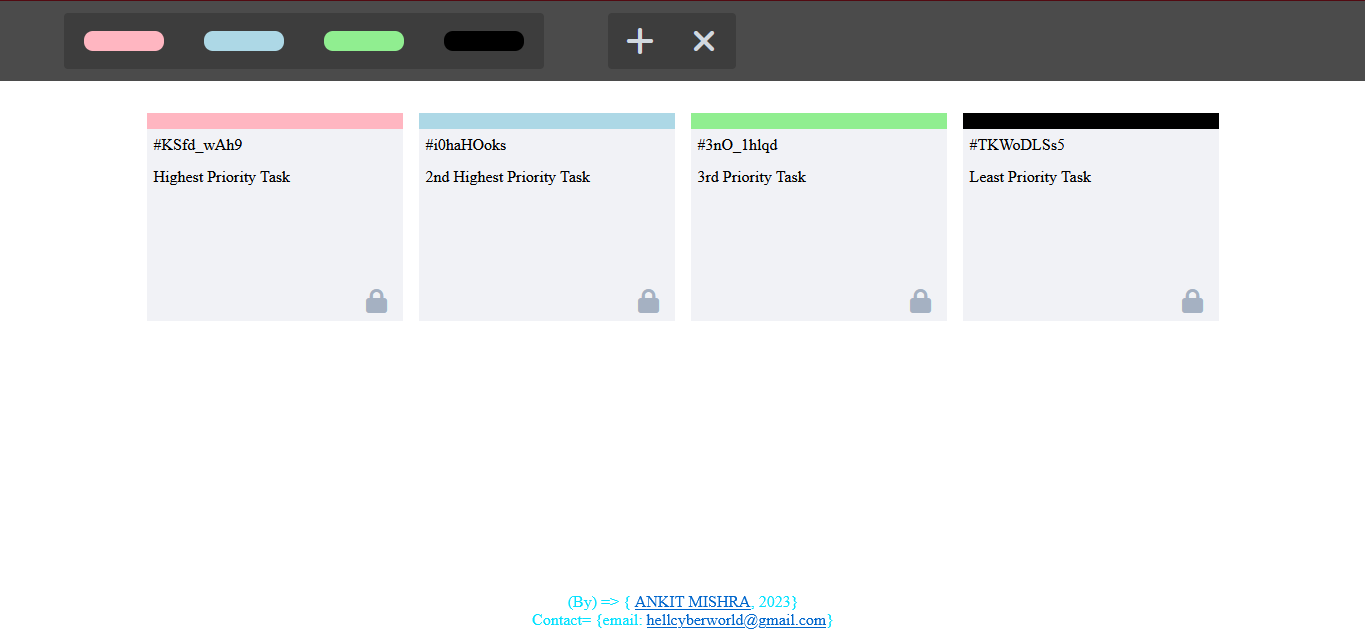 #KSfd_wAh9
Highest Priority Task
#i0haHOoks
2nd Highest Priority Task
#3nO_1hlqd
3rd Priority Task
#TKWoDLSs5
Least Priority Task
(By) => { ANKIT MISHRA, 2023}
Contact= {email: hellcyberworld@gmail.com}